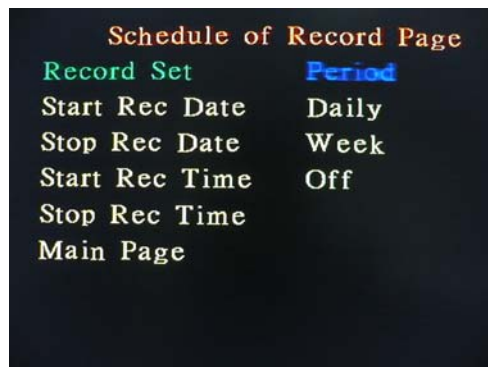 Schedule of Record Page
Record Set Period
Start Rec Date Daily
Stop Rec Date Week
Start Rec Time Off
Stop Rec Time
Main Page